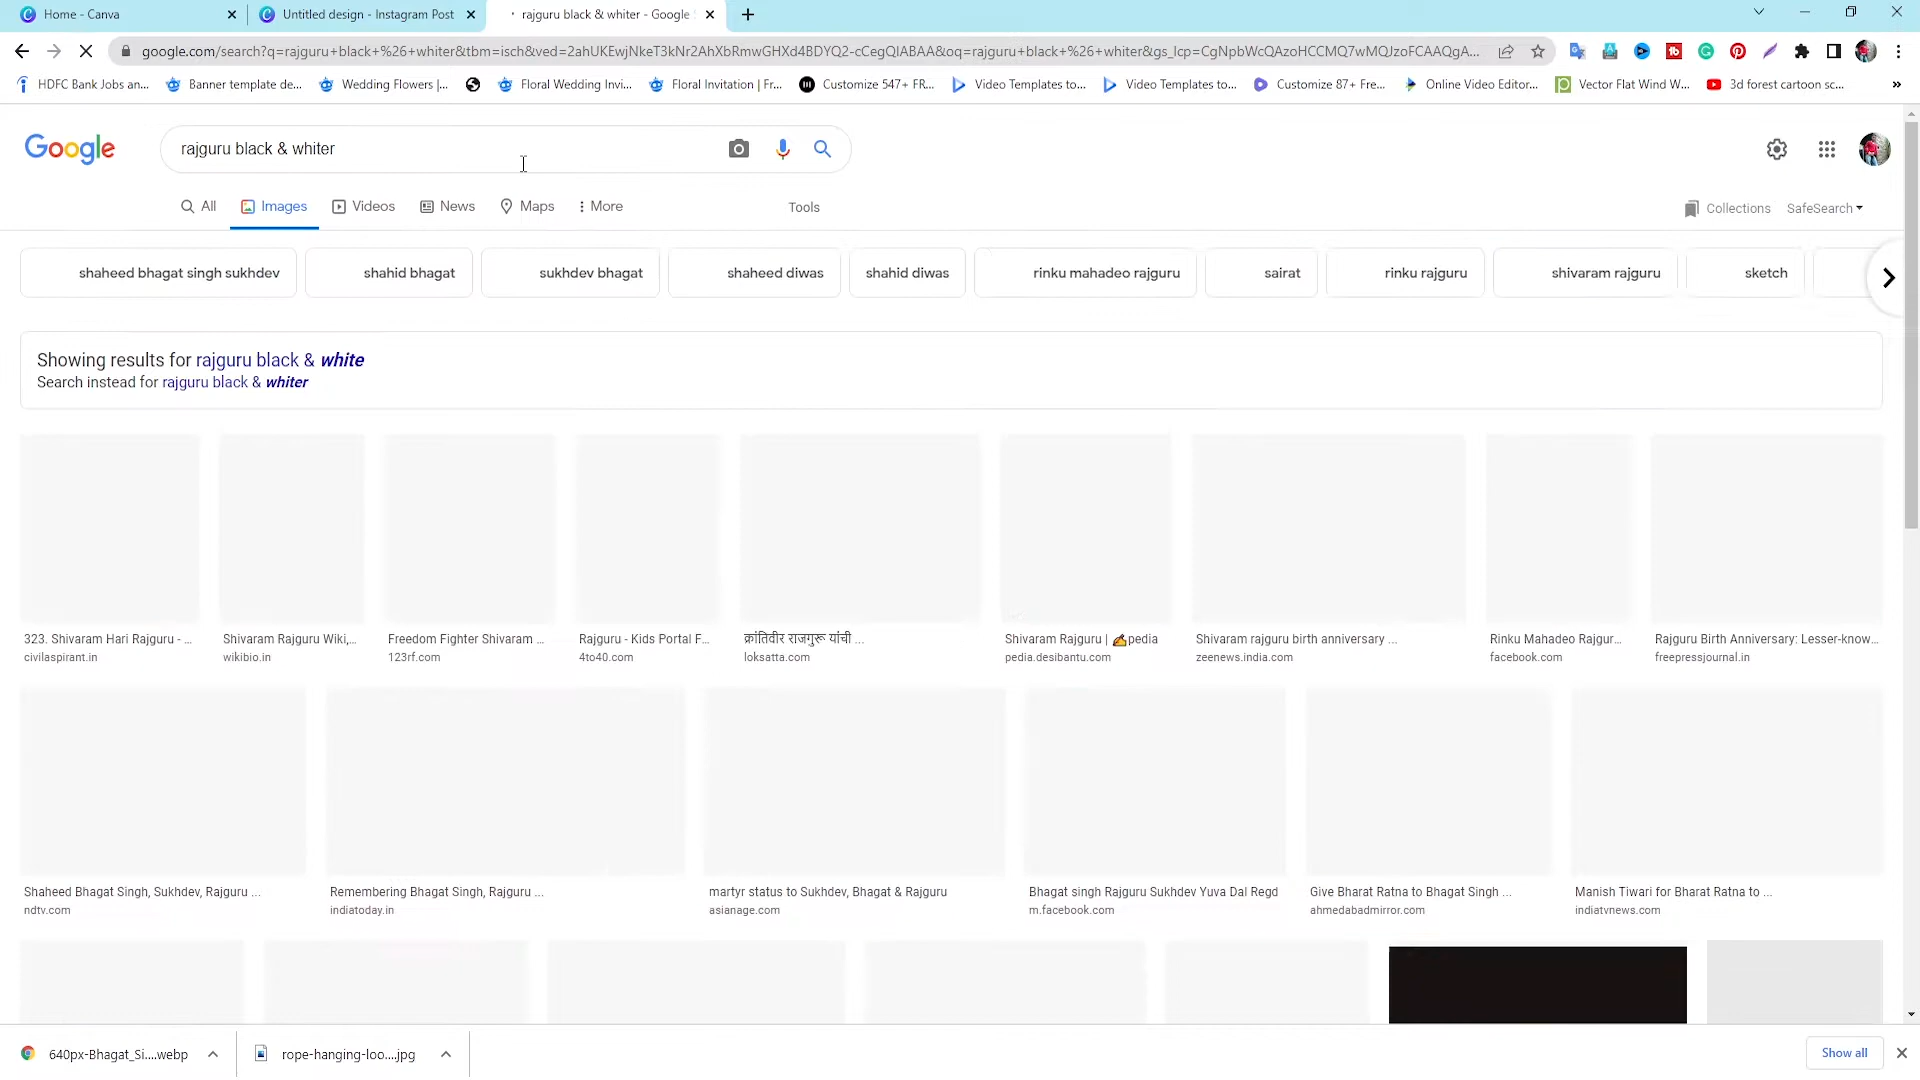 Home - Canva
Untitled design - Instagram Post
rajguru black & whiter - Google
google.com/search?q=rajguru+black+%26+whiter&tbm=isch&ved=2ahUKEwjNkeT3kNr2AhXbRmwGHXd4BDYQ2-cCegQIABAA&oq=rajguru+black+%26+whiter&gs_lcp=CgNpbWcQAzoHCCMQ7wMQJzoFCAAQgA...
HDFC Bank Jobs an...
Banner template de...
Wedding Flowers |...
Floral Wedding Invi...
Floral Invitation | Fr...
Customize 547+ FR...
Video Templates to...
Video Templates to...
Customize 87+ Fre...
Online Video Editor...
Vector Flat Wind W...
3d forest cartoon sc...
»
Google
rajguru black & whiter
All
Images
Videos
News
Maps
More
Tools
Collections
SafeSearch
shaheed bhagat singh sukhdev
shahid bhagat
sukhdev bhagat
shaheed diwas
shahid diwas
rinku mahadeo rajguru
sairat
rinku rajguru
shivaram rajguru
sketch
Showing results for rajguru black & white
Search instead for rajguru black & whiter
323. Shivaram Hari Rajguru - ...
civilaspirant.in
Shivaram Rajguru Wiki,...
wikibio.in
Freedom Fighter Shivaram ...
123rf.com
Rajguru - Kids Portal F...
4to40.com
क्रांतिवीर राजगुरू यांची ...
loksatta.com
Shivaram Rajguru | ✍pedia
pedia.desibantu.com
Shivaram rajguru birth anniversary ...
zeenews.india.com
Rinku Mahadeo Rajgur...
facebook.com
Rajguru Birth Anniversary: Lesser-know...
freepressjournal.in
Shaheed Bhagat Singh, Sukhdev, Rajguru ...
ndtv.com
Remembering Bhagat Singh, Rajguru ...
indiatoday.in
martyr status to Sukhdev, Bhagat & Rajguru
asianage.com
Bhagat singh Rajguru Sukhdev Yuva Dal Regd
m.facebook.com
Give Bharat Ratna to Bhagat Singh ...
ahmedabadmirror.com
Manish Tiwari for Bharat Ratna to ...
indiatvnews.com
640px-Bhagat_Si....webp
rope-hanging-loo....jpg
Show all